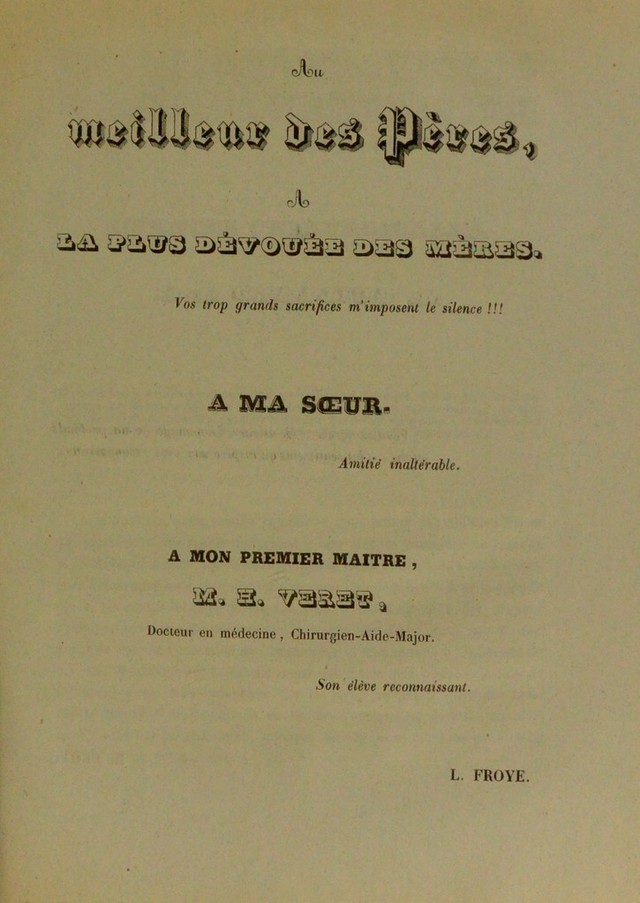 Au
meilleur des Pères,
A
LA PLUS DÉVOUÉE DES MÈRES.
Vos trop grands sacrifices m'imposent le silence !!!
A MA SŒUR.
Amitié inaltérable.
A MON PREMIER MAITRE,
M. H. VERET,
Docteur en médecine, Chirurgien-Aide-Major.
Son élève reconnaissant.
L. FROYE.